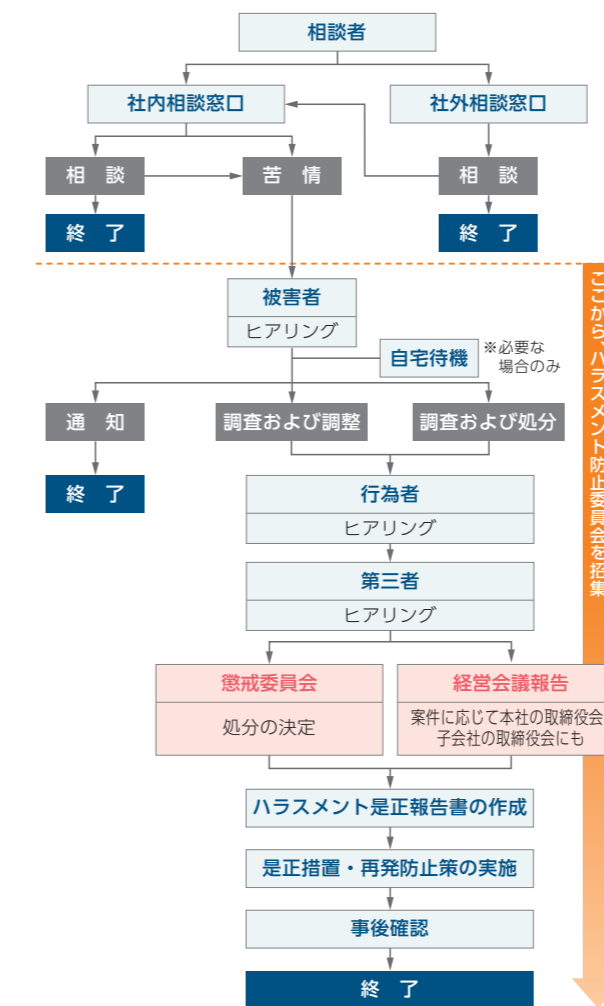 相談者
社内相談窓口
社外相談窓口
相　談
苦　情
相　談
終　了
終　了
ここから、ハラスメント防止委員会を招集
被害者
ヒアリング
自宅待機
※必要な
場合のみ
通　知
調査および調整
調査および処分
終　了
行為者
ヒアリング
第三者
ヒアリング
懲戒委員会
処分の決定
経営会議報告
案件に応じて本社の取締役会
子会社の取締役会にも
ハラスメント是正報告書の作成
是正措置・再発防止策の実施
事後確認
終　了